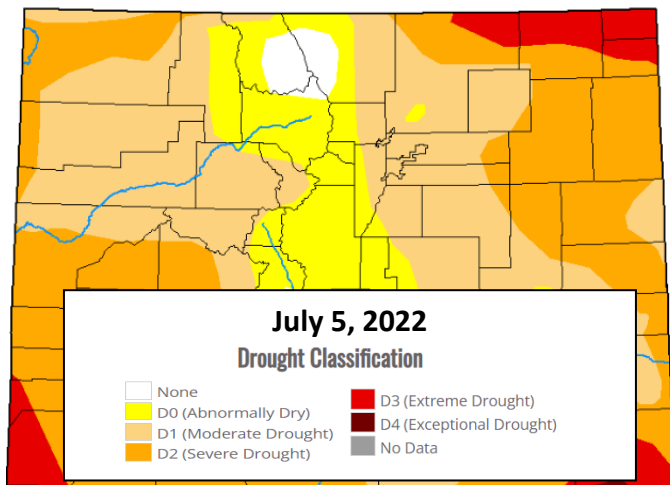 July 5, 2022
Drought Classification
None
D0 (Abnormally Dry)
D1 (Moderate Drought)
D2 (Severe Drought)
D3 (Extreme Drought)
D4 (Exceptional Drought)
No Data